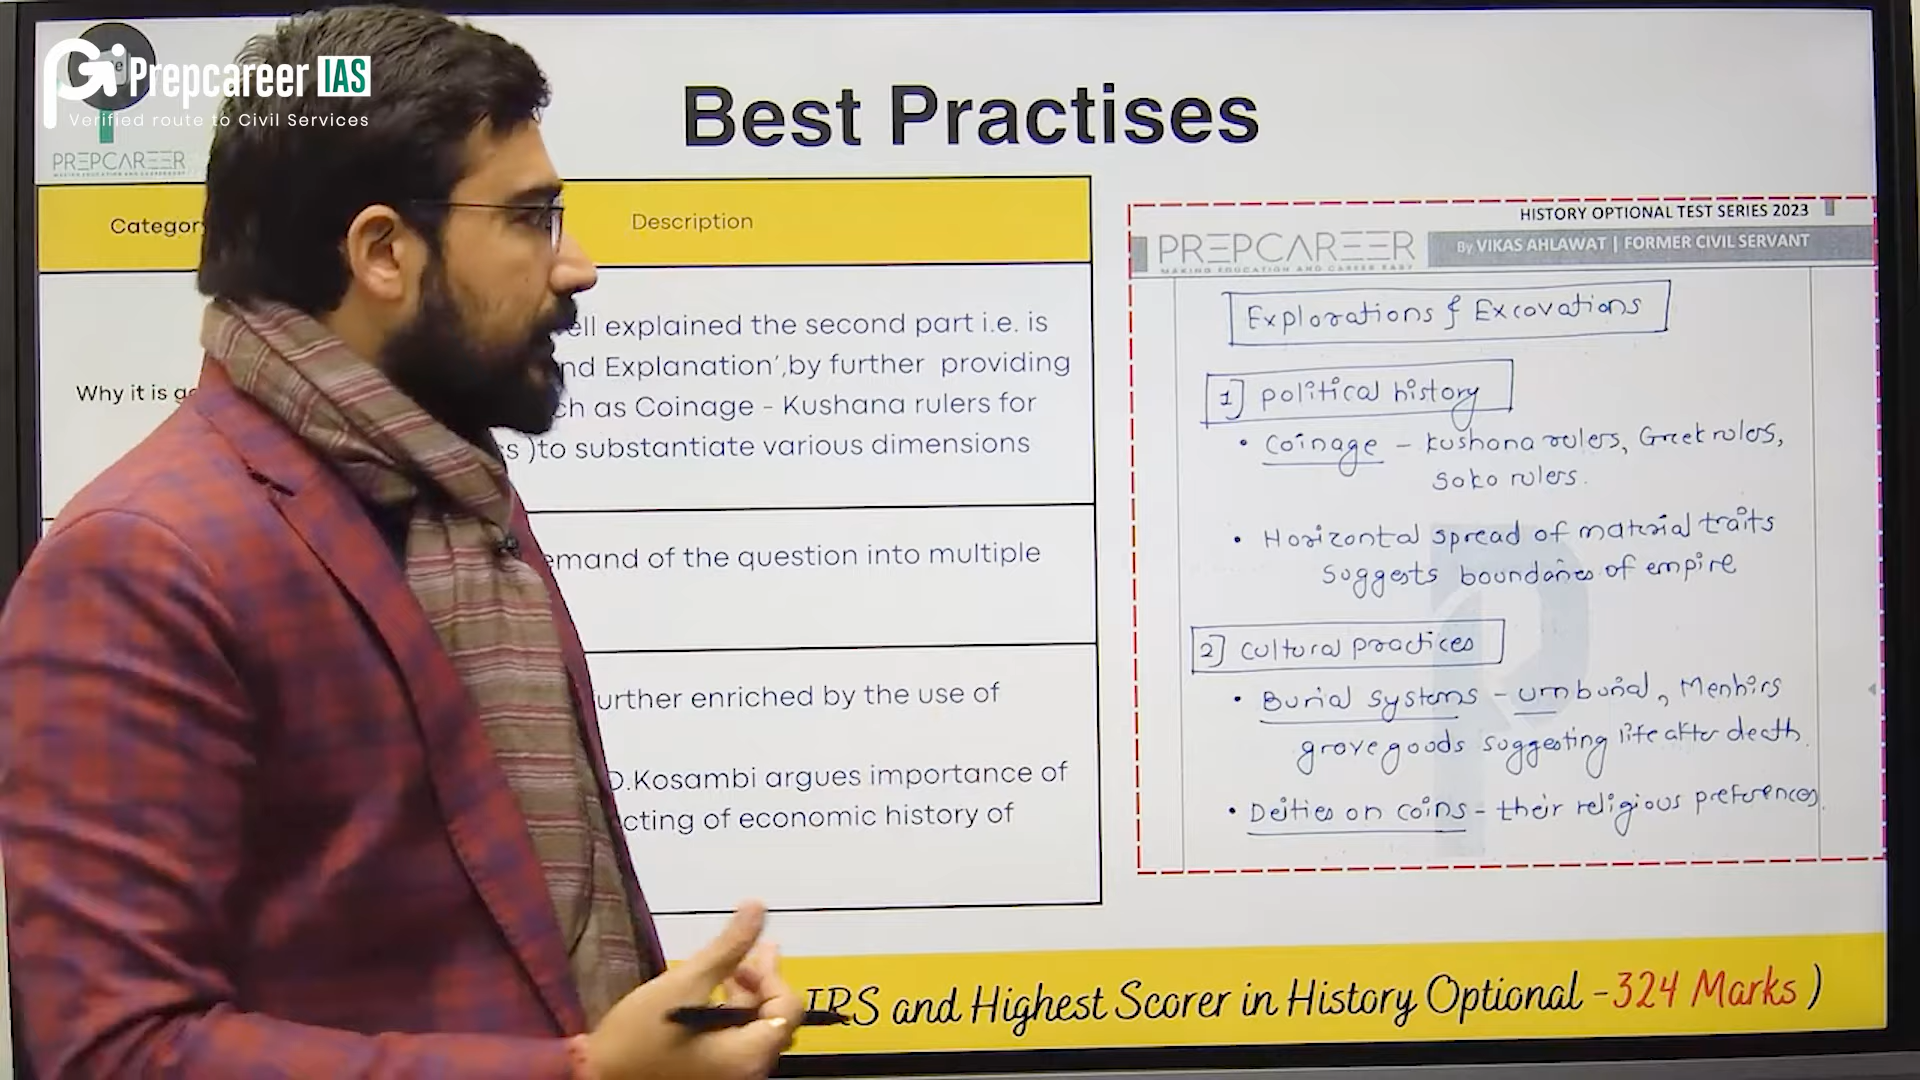 Prepcareer IAS
Verified route to Civil Services
PREPCAREER
Best Practises
Category
Description
Why it is
ell explained the second part i.e. is
nd Explanation',by further providing
ch as Coinage - Kushana rulers for
s )to substantiate various dimensions
emand of the question into multiple
urther enriched by the use of
D.Kosambi argues importance of
cting of economic history of
HISTORY OPTIONAL TEST SERIES 2023
PREPCAREER
MAKING EDUCATION AND CAREER EASY
By VIKAS AHLAWAT | FORMER CIVIL SERVANT
Explorations & Excavations
1] political history
• Coinage - Kushana rulers, Greek rulers,
Saka rulers.
• Horizontal spread of material traits
suggests boundaries of empire
2] Cultural practices
• Burial systems - urn burial, Menhirs
grave goods suggesting life after death.
• Deities on coins - their religious preferences.
IRS and Highest Scorer in History Optional -324 Marks )